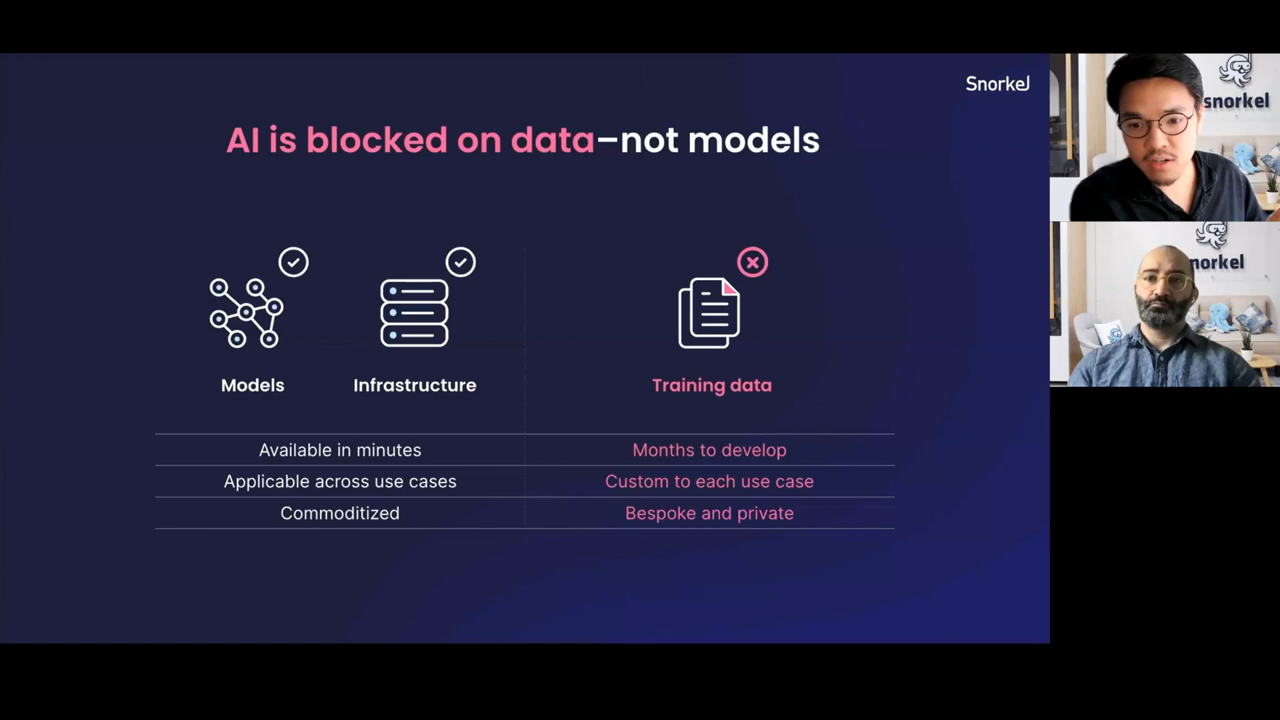 Snorkel
AI is blocked on data–not models
Models
Infrastructure
Training data
Available in minutes
Months to develop
Applicable across use cases
Custom to each use case
Commoditized
Bespoke and private
snorkel
norkel